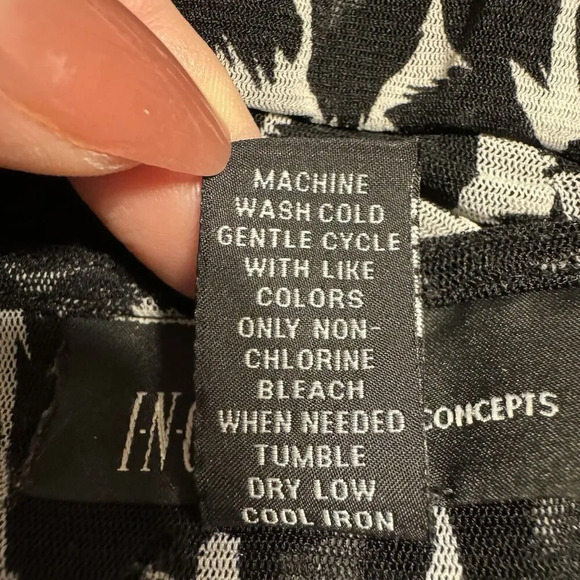 MACHINE
WASH COLD
GENTLE CYCLE
WITH LIKE
COLORS
ONLY NON-
CHLORINE
BLEACH
WHEN NEEDED
TUMBLE
DRY LOW
COOL IRON
I·N·C
CONCEPTS